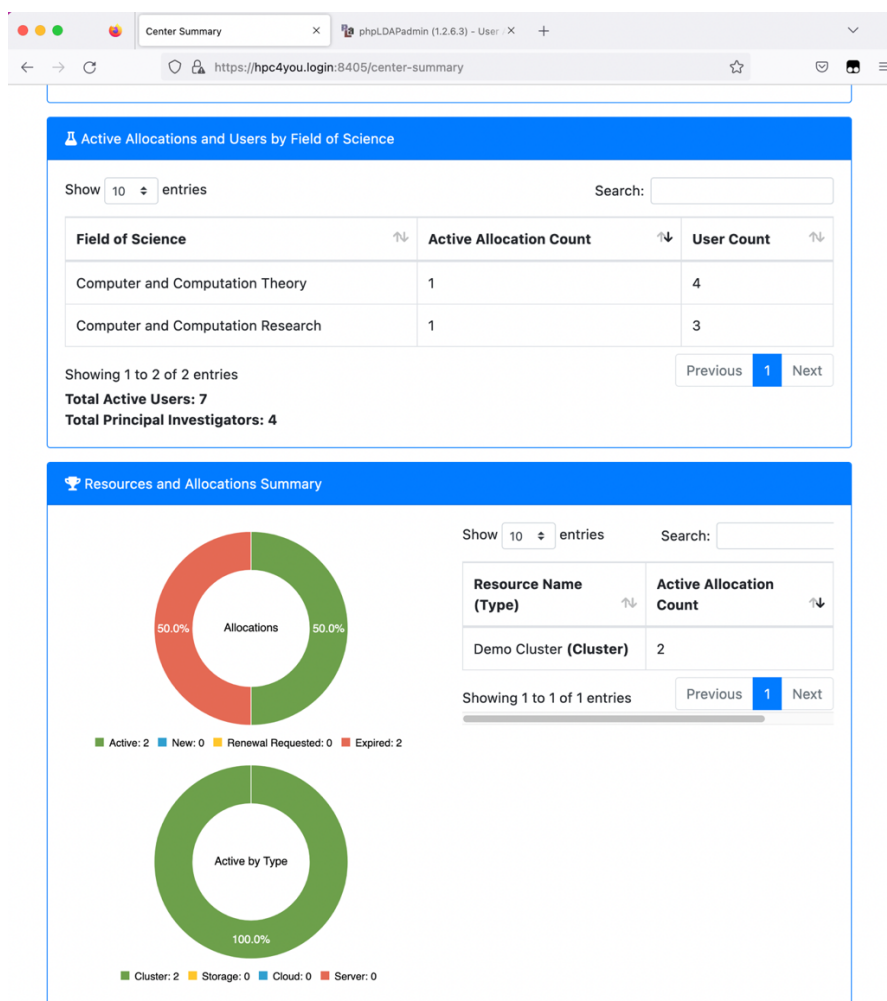 Center Summary
phpLDAPadmin (1.2.6.3) - User
https://hpc4you.login:8405/center-summary
Active Allocations and Users by Field of Science
Show 10 entries Search:
Field of Science Active Allocation Count User Count
Computer and Computation Theory 1 4
Computer and Computation Research 1 3
Showing 1 to 2 of 2 entries Previous 1 Next
Total Active Users: 7
Total Principal Investigators: 4
Resources and Allocations Summary
50.0% Allocations 50.0%
Active: 2 New: 0 Renewal Requested: 0 Expired: 2
Active by Type
100.0%
Cluster: 2 Storage: 0 Cloud: 0 Server: 0
Show 10 entries Search:
Resource Name Active Allocation
(Type) Count
Demo Cluster (Cluster) 2
Showing 1 to 1 of 1 entries Previous 1 Next